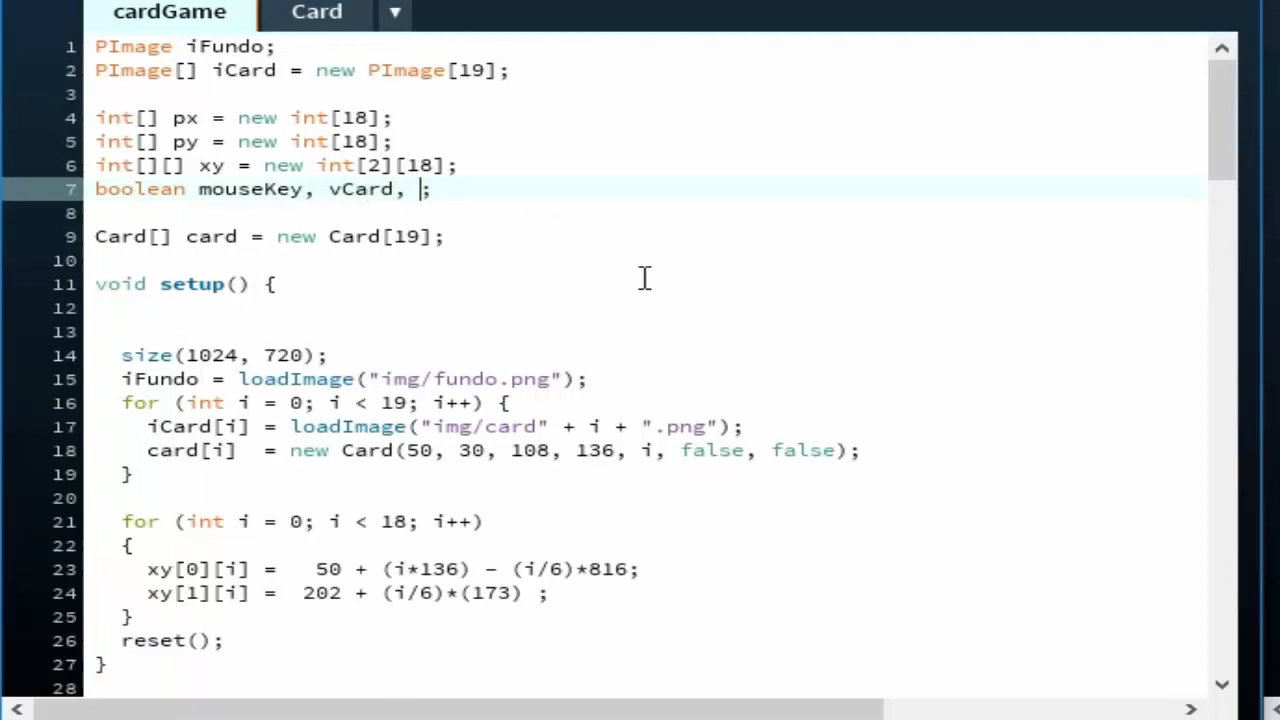 cardGame Card ▼
1 PImage iFundo;
2 PImage[] iCard = new PImage[19];
3
4 int[] px = new int[18];
5 int[] py = new int[18];
6 int[][] xy = new int[2][18];
7 boolean mouseKey, vCard, ;
8
9 Card[] card = new Card[19];
10
11 void setup() {
12
13
14   size(1024, 720);
15   iFundo = loadImage("img/fundo.png");
16   for (int i = 0; i < 19; i++) {
17     iCard[i] = loadImage("img/card" + i + ".png");
18     card[i]  = new Card(50, 30, 108, 136, i, false, false);
19   }
20
21   for (int i = 0; i < 18; i++)
22   {
23     xy[0][i] =   50 + (i*136) - (i/6)*816;
24     xy[1][i] =  202 + (i/6)*(173) ;
25   }
26   reset();
27 }
28